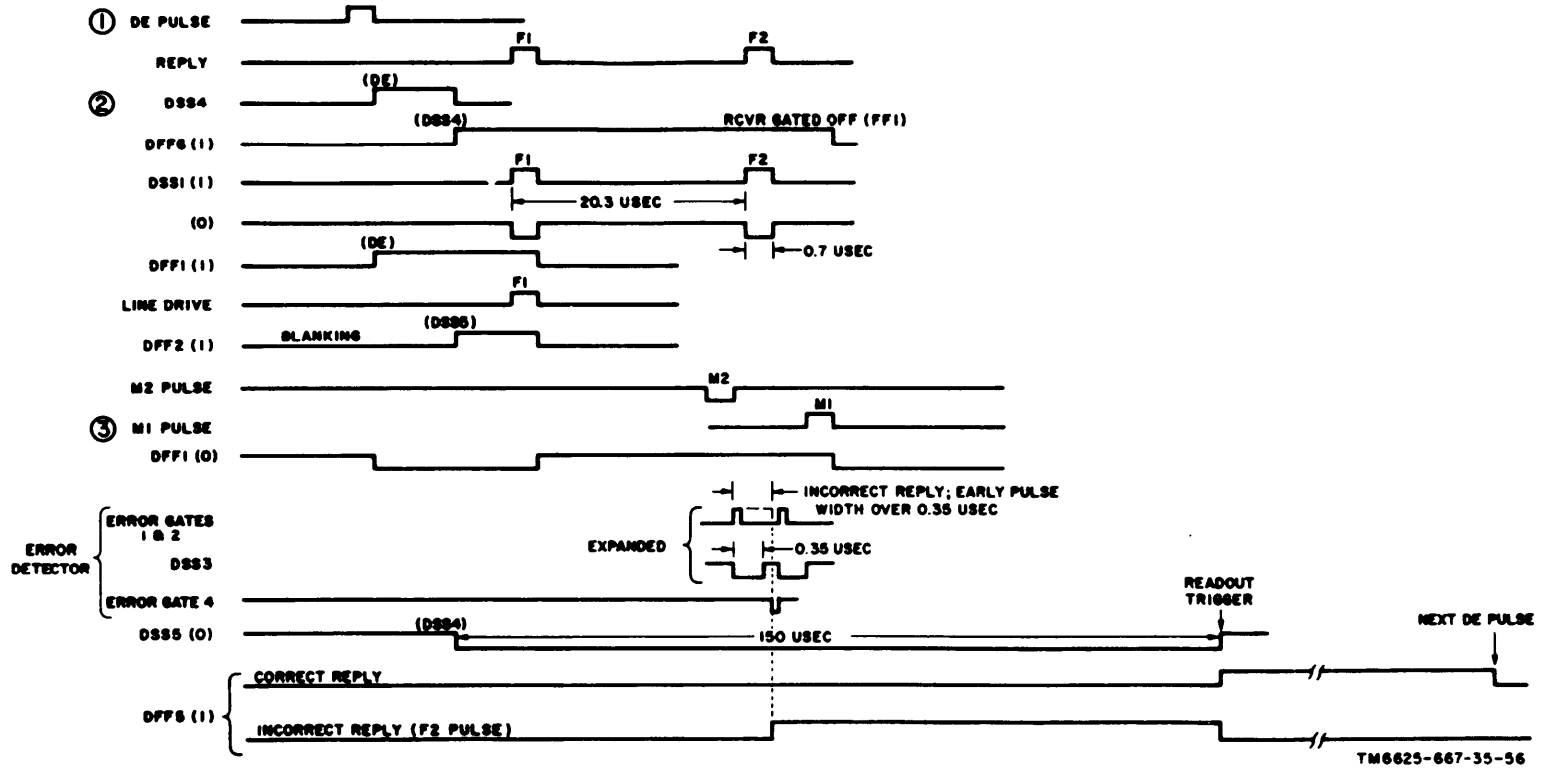 ① DE PULSE
F1 F2
REPLY
(DE)
② DSS4
(DSS4) RCVR GATED OFF (FF1)
DFF6 (1)
F1 F2
DSS1 (1)
20.3 USEC
(0)
(DE) 0.7 USEC
DFF1 (1)
F1
LINE DRIVE
BLANKING (DSS5)
DFF2 (1)
M2
M2 PULSE
M1
③ M1 PULSE
DFF1 (0)
INCORRECT REPLY; EARLY PULSE
WIDTH OVER 0.35 USEC
ERROR GATES
1 & 2
ERROR
DETECTOR
EXPANDED
0.35 USEC
DSS3
READOUT
TRIGGER
ERROR GATE 4
(DSS4)
DSS5 (0)
150 USEC
NEXT DE PULSE
CORRECT REPLY
DFF5 (1)
INCORRECT REPLY (F2 PULSE)
TM6625-667-35-56